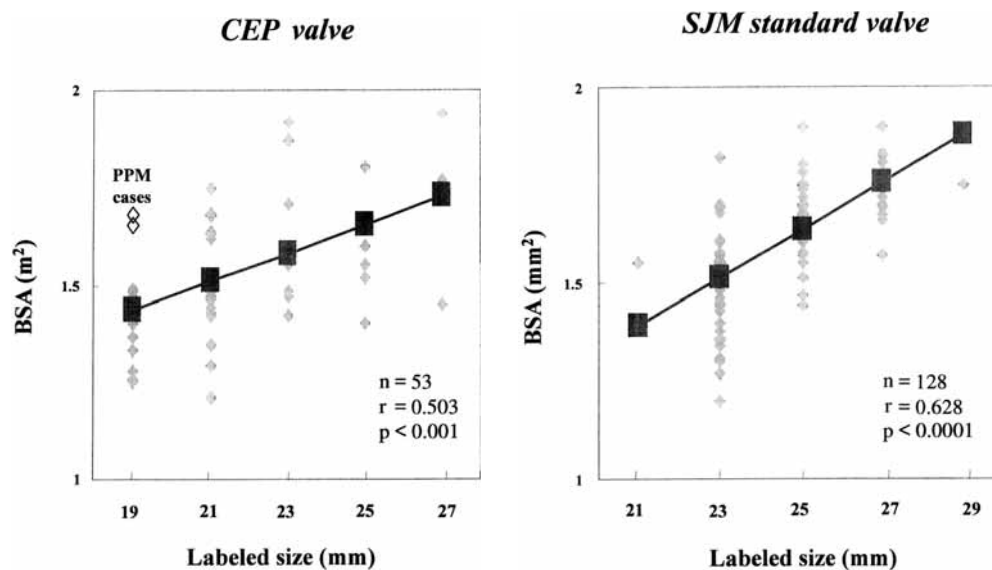 CEP valve
2
1.5
1
BSA (m²)
PPM
cases
n = 53
r = 0.503
p < 0.001
19 21 23 25 27
Labeled size (mm)
SJM standard valve
2
1.5
1
BSA (mm²)
n = 128
r = 0.628
p < 0.0001
21 23 25 27 29
Labeled size (mm)